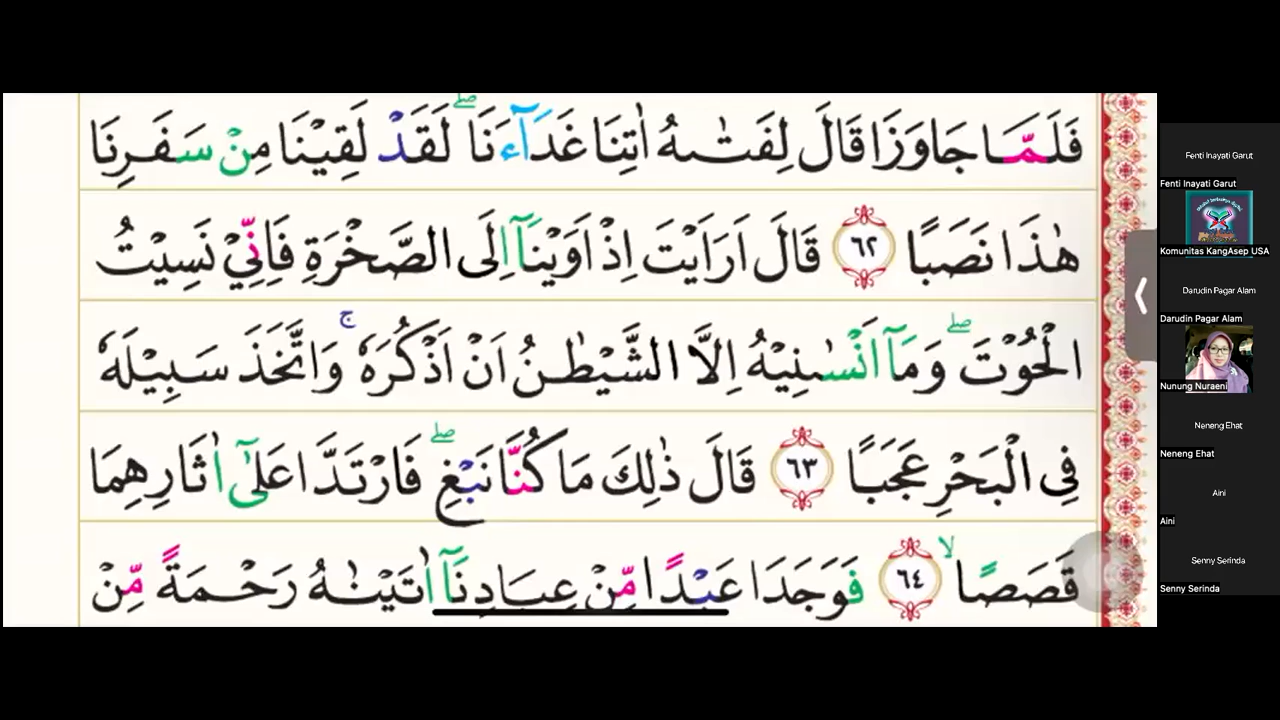 فَلَمَّا جَاوَزَا قَالَ لِفَتٰىهُ اٰتِنَا غَدَاۤءَنَا ۖ لَقَدْ لَقِيْنَا مِنْ سَفَرِنَا
هٰذَا نَصَبًا ٦٢ قَالَ اَرَاَيْتَ اِذْ اَوَيْنَآ اِلَى الصَّخْرَةِ فَاِنِّيْ نَسِيْتُ
الْحُوْتَ ۖ وَمَآ اَنْسٰىنِيْهُ اِلَّا الشَّيْطٰنُ اَنْ اَذْكُرَهٗ ۚ وَاتَّخَذَ سَبِيْلَهٗ
فِى الْبَحْرِ عَجَبًا ٦٣ قَالَ ذٰلِكَ مَا كُنَّا نَبْغِ ۖ فَارْتَدَّا عَلٰٓى اٰثَارِهِمَا
قَصَصًا ۙ ٦٤ فَوَجَدَا عَبْدًا مِّنْ عِبَادِنَآ اٰتَيْنٰهُ رَحْمَةً مِّنْ
Fenti Inayati Garut
Fenti Inayati Garut
Komunitas KangAsep USA
Darudin Pagar Alam
Darudin Pagar Alam
Nunung Nuraeni
Neneng Ehat
Neneng Ehat
Aini
Aini
Senny Serinda
Senny Serinda